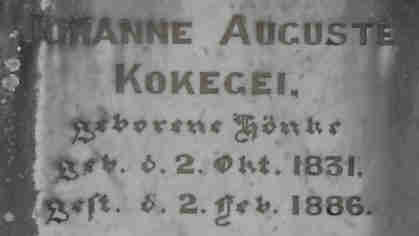 JOHANNE AUGUSTE
KOKEGEI.
geborene Hönke
Geb. d. 2. Okt. 1831.
Gest. d. 2. Feb. 1886.